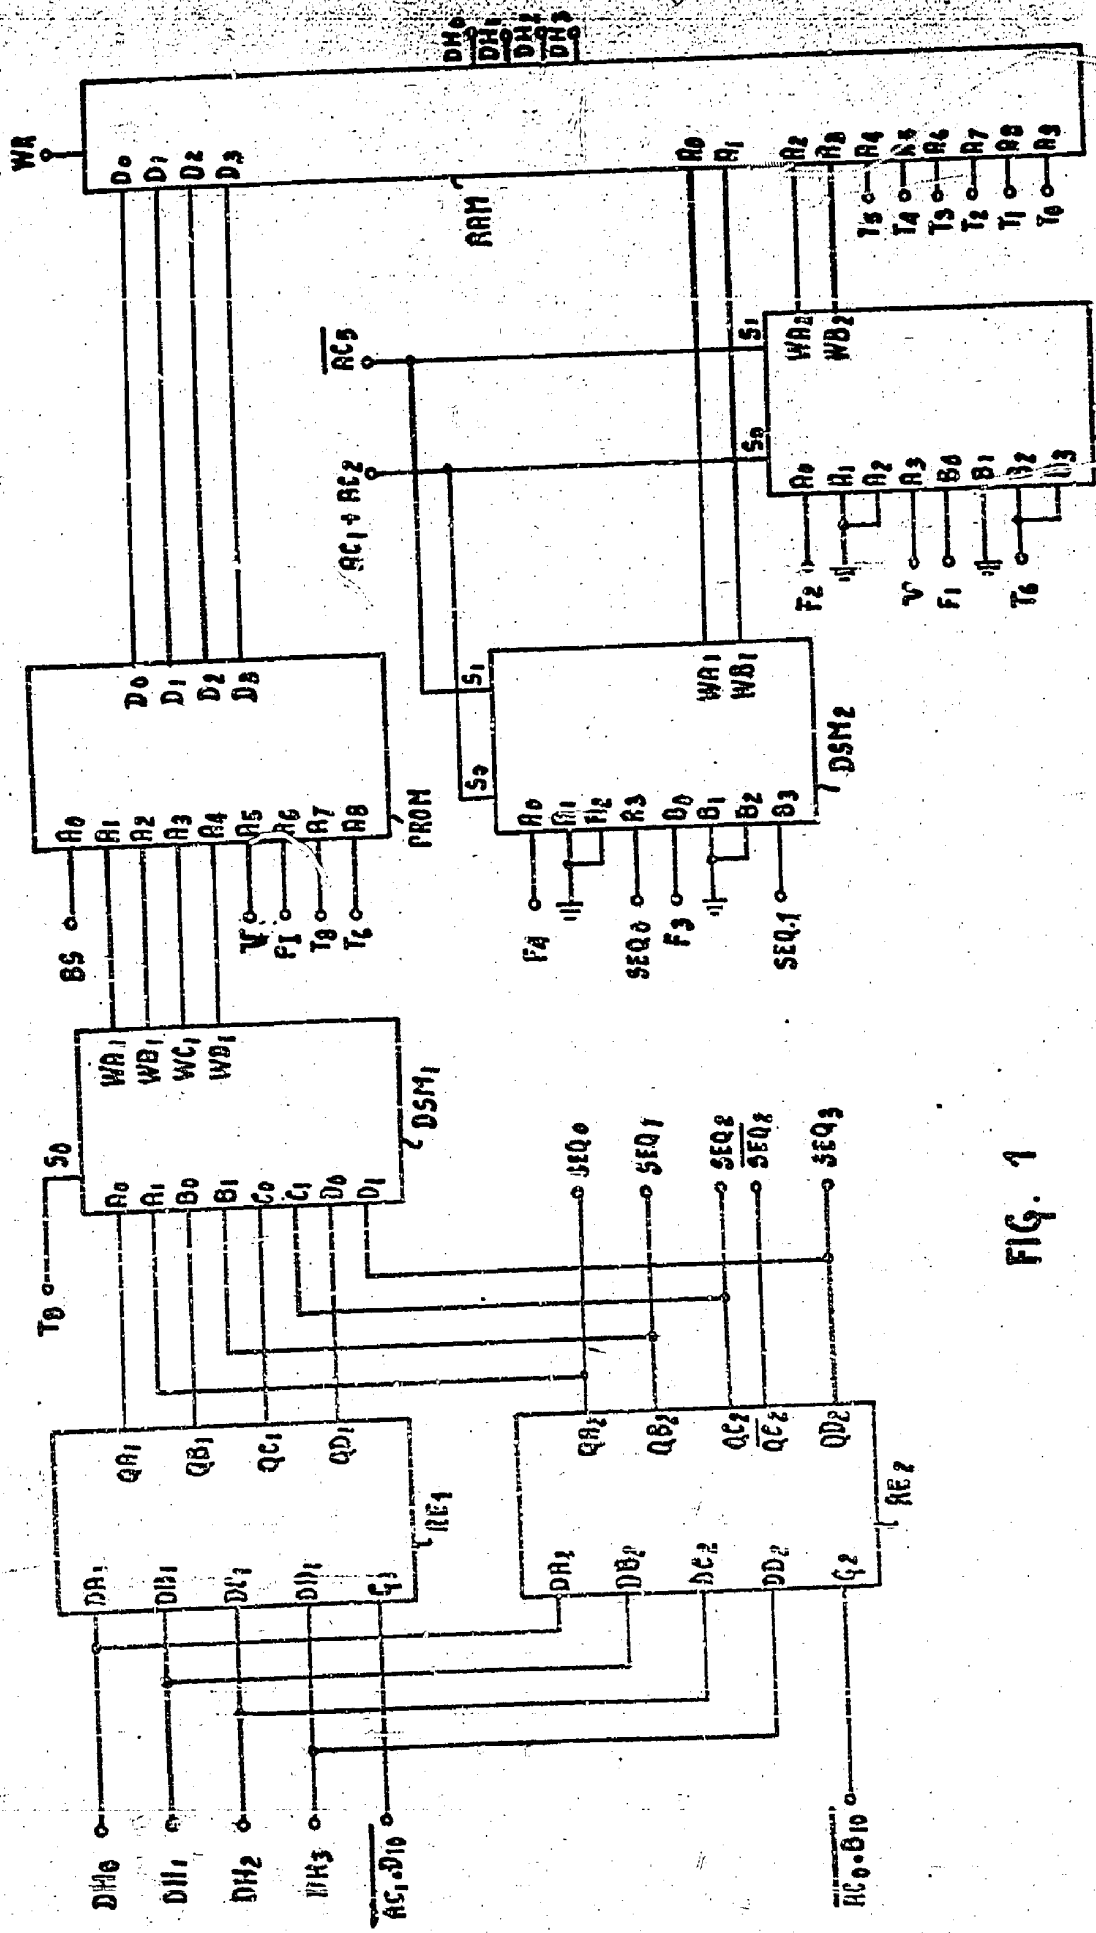 WR
DH0
DH1
DH2
DH3
D0
D1
D2
D3
A0
A1
A2
A3
A4
A5
A6
A7
A8
A9
RAM
T5
T4
T3
T2
T1
T0
AC5
AC1 + AC2
S1
S0
WA2
WB2
A0
A1
A2
A3
B0
B1
B2
B3
F2
V
F1
T6
D0
D1
D2
D3
A0
A1
A2
A3
A4
A5
A6
A7
A8
PROM
BS
V
F1
T8
T6
S1
S0
WA1
WB1
A0
A1
A2
A3
B0
B1
B2
B3
DSM2
F4
SEQ0
F3
SEQ1
T8
S0
WA1
WB1
WC1
WD1
A0
A1
B0
B1
C0
C1
D0
D1
DSM1
SEQ0
SEQ1
SEQ2
SEQ2
SEQ3
QA1
QB1
QC1
QD1
DA1
DB1
DC1
DD1
G1
RE1
QA2
QB2
QC2
QC2
QD2
DA2
DB2
DC2
DD2
G2
RE2
DH0
DH1
DH2
DH3
AC1.D10
AC0.B10
FIG. 1